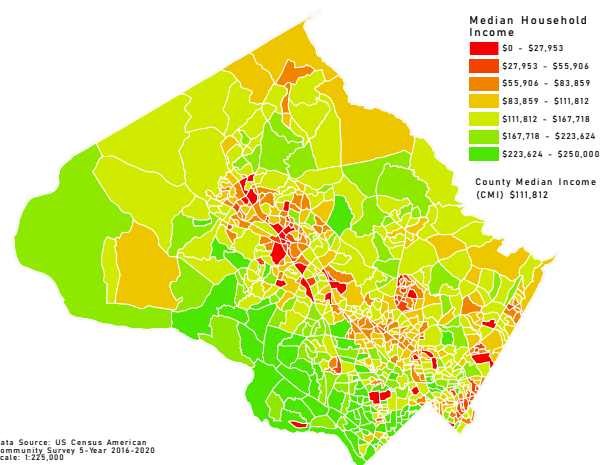 Median Household
Income
$0 - $27,953
$27,953 - $55,906
$55,906 - $83,859
$83,859 - $111,812
$111,812 - $167,718
$167,718 - $223,624
$223,624 - $250,000
County Median Income
(CMI) $111,812
ata Source: US Census American
ommunity Survey 5-Year 2016-2020
cale: 1:225,000